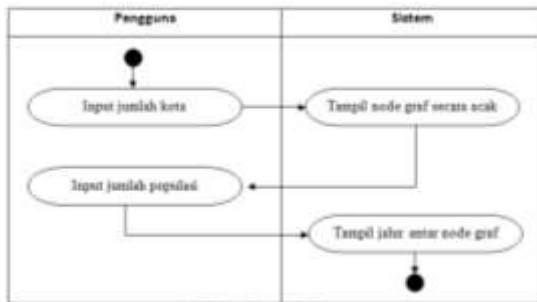 Pengguna
Sistem
Input jumlah kota
Tampil node graf secara acak
Input jumlah populasi
Tampil jalur antar node graf